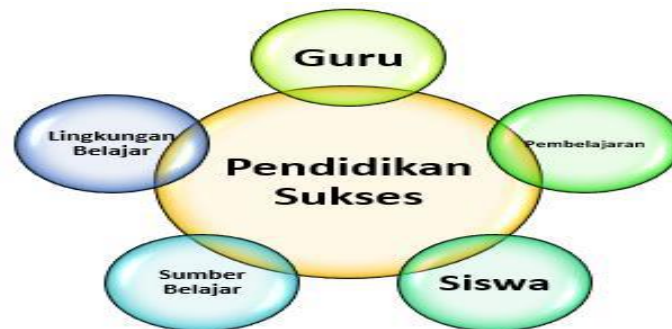 Guru
Lingkungan
Belajar
Pembelajaran
Pendidikan
Sukses
Sumber
Belajar
Siswa